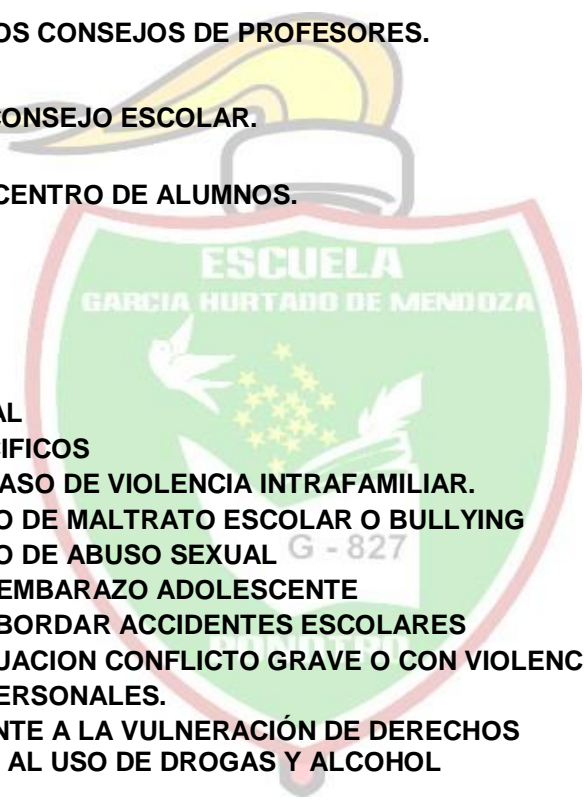 OS CONSEJOS DE PROFESORES.
CONSEJO ESCOLAR.
CENTRO DE ALUMNOS.
ESCUELA
GARCIA HURTADO DE MENDOZA
AL
CIFICOS
ASO DE VIOLENCIA INTRAFAMILIAR.
O DE MALTRATO ESCOLAR O BULLYING
O DE ABUSO SEXUAL
G - 827
EMBARAZO ADOLESCENTE
BORDAR ACCIDENTES ESCOLARES
UACION CONFLICTO GRAVE O CON VIOLENC
ERSONALES.
NTE A LA VULNERACIÓN DE DERECHOS
AL USO DE DROGAS Y ALCOHOL